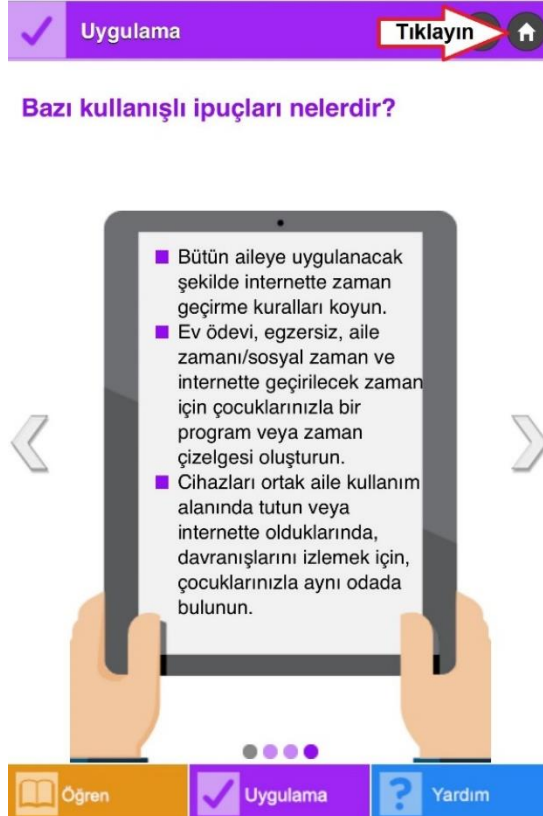 Uygulama
Tıklayın
Bazı kullanışlı ipuçları nelerdir?
Bütün aileye uygulanacak
şekilde internette zaman
geçirme kuralları koyun.
Ev ödevi, egzersiz, aile
zamanı/sosyal zaman ve
internette geçirilecek zaman
için çocuklarınızla bir
program veya zaman
çizelgesi oluşturun.
Cihazları ortak aile kullanım
alanında tutun veya
internette olduklarında,
davranışlarını izlemek için,
çocuklarınızla aynı odada
bulunun.
Öğren
Uygulama
? Yardım